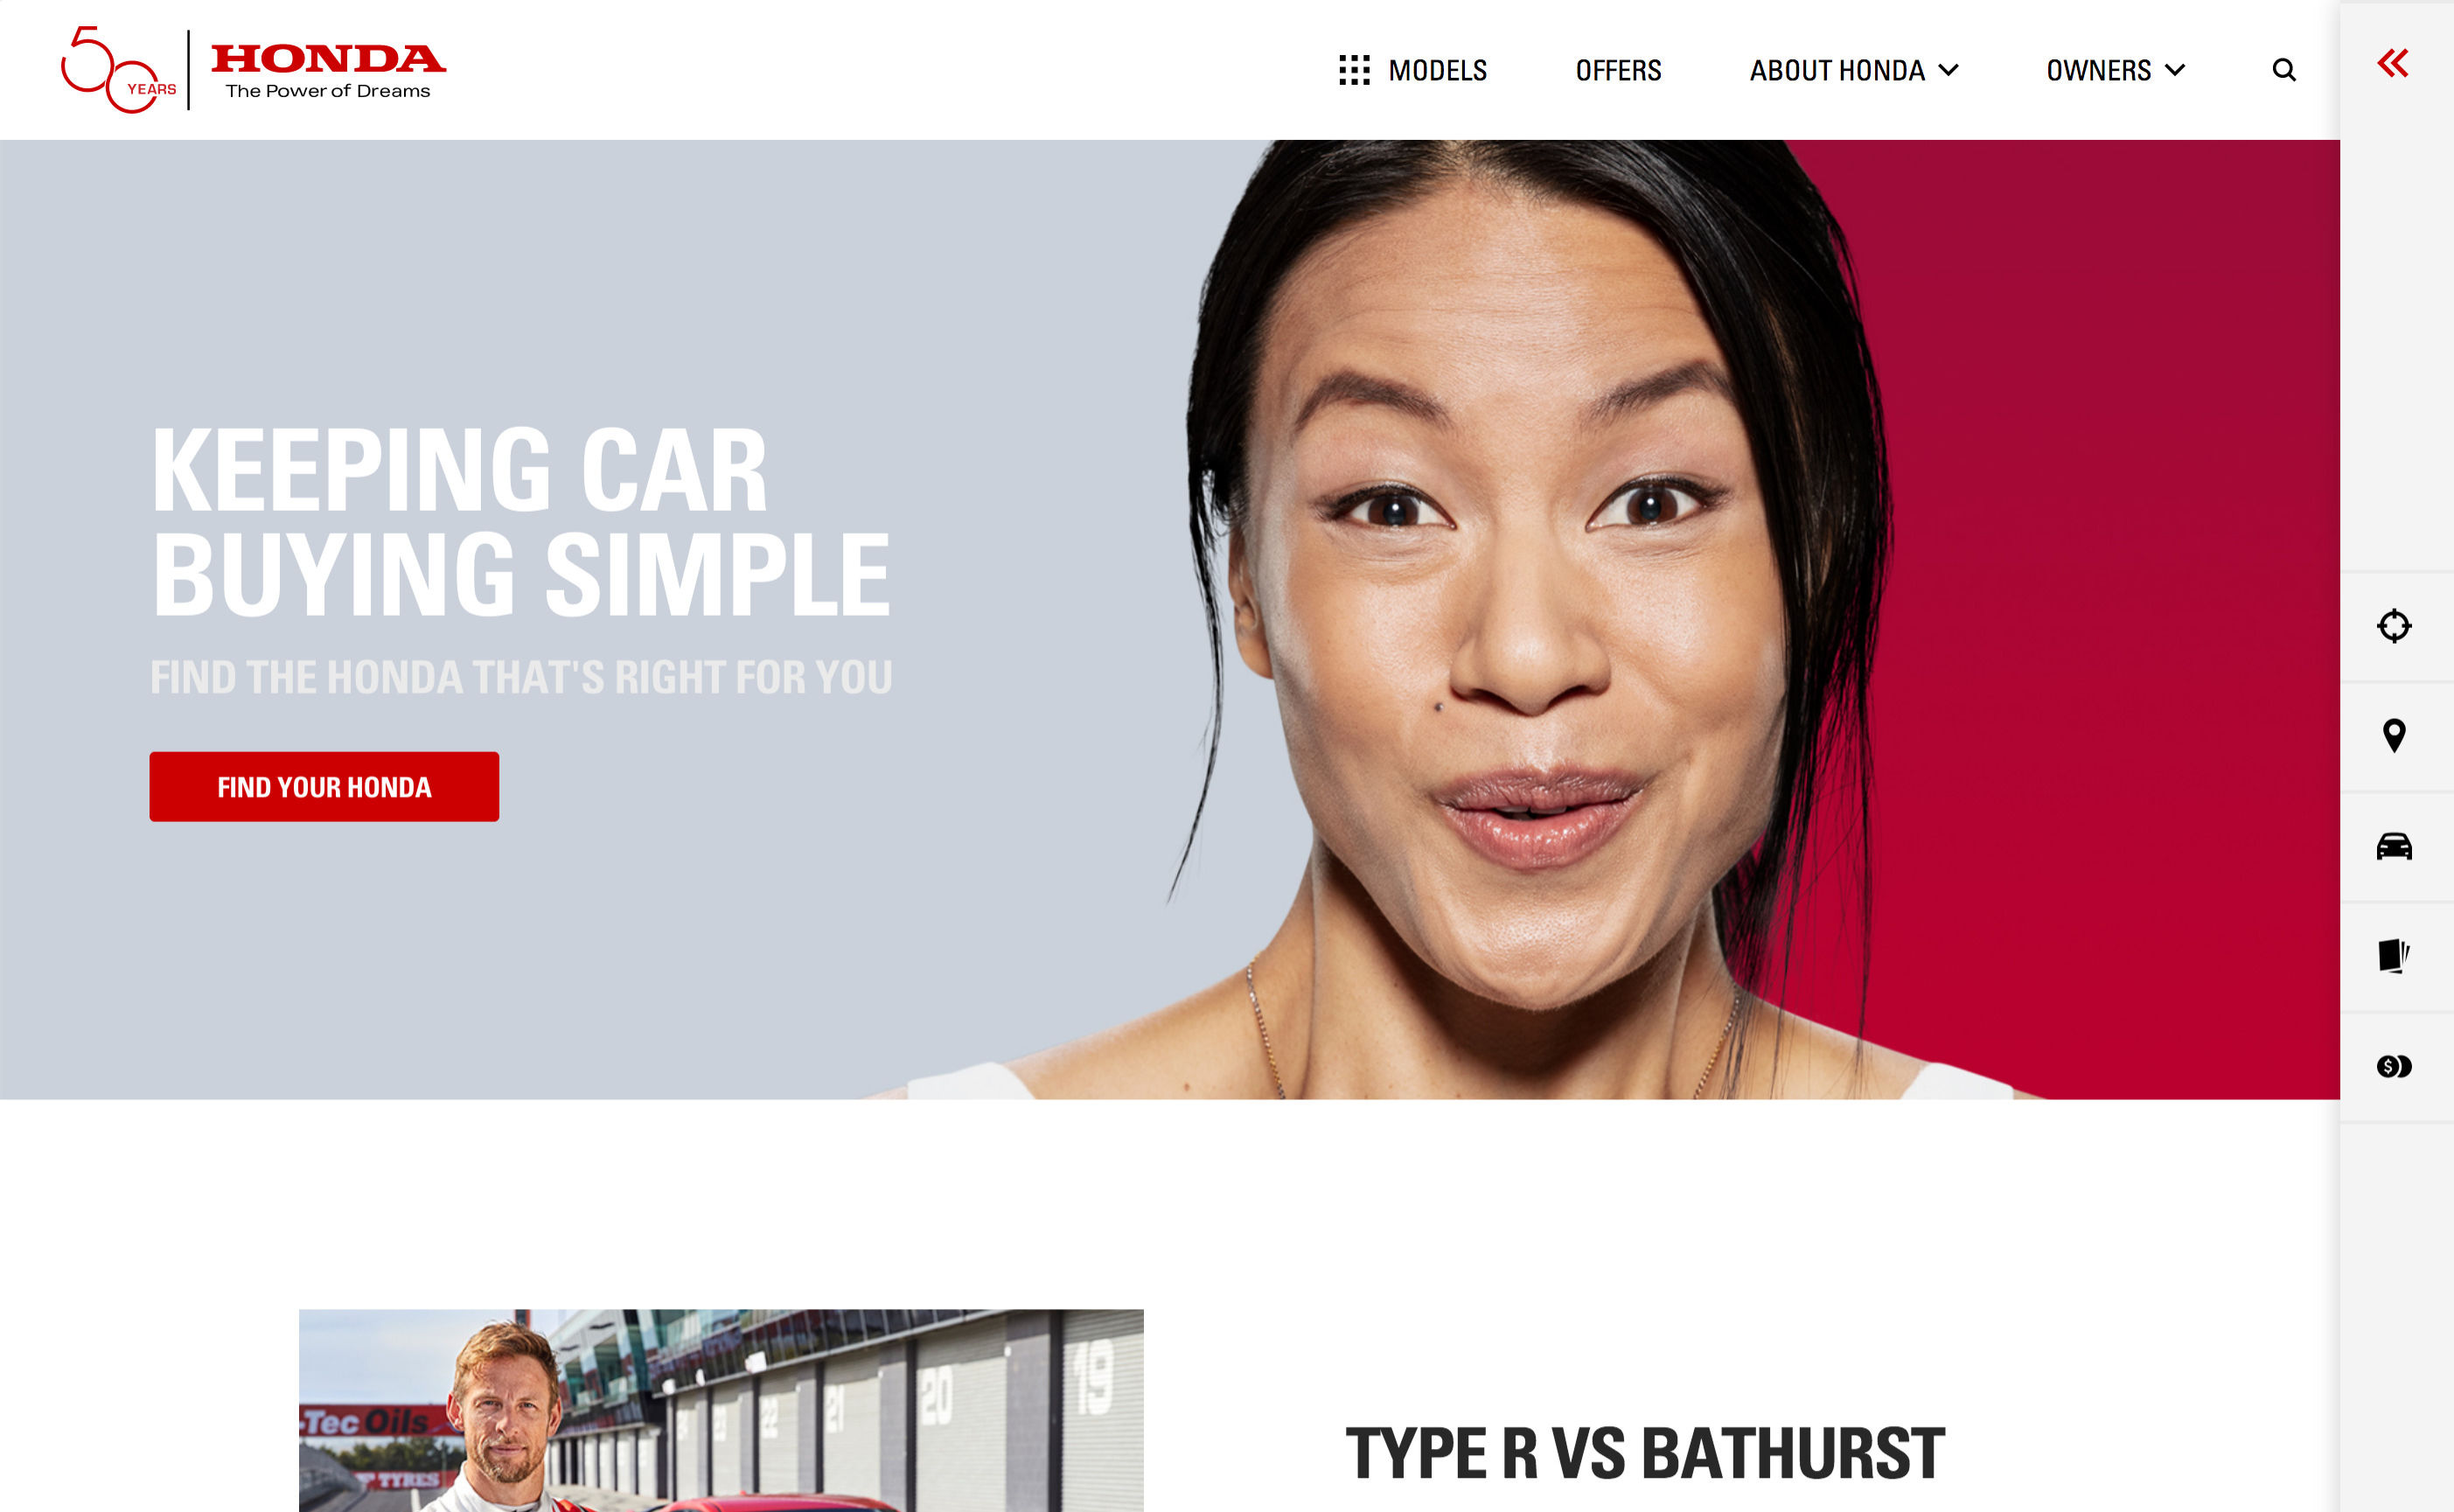 50 YEARS
HONDA
The Power of Dreams
MODELS
OFFERS
ABOUT HONDA
OWNERS
KEEPING CAR
BUYING SIMPLE
FIND THE HONDA THAT'S RIGHT FOR YOU
FIND YOUR HONDA
-Tec Oils
TYRES
22
21
20
19
TYPE R VS BATHURST